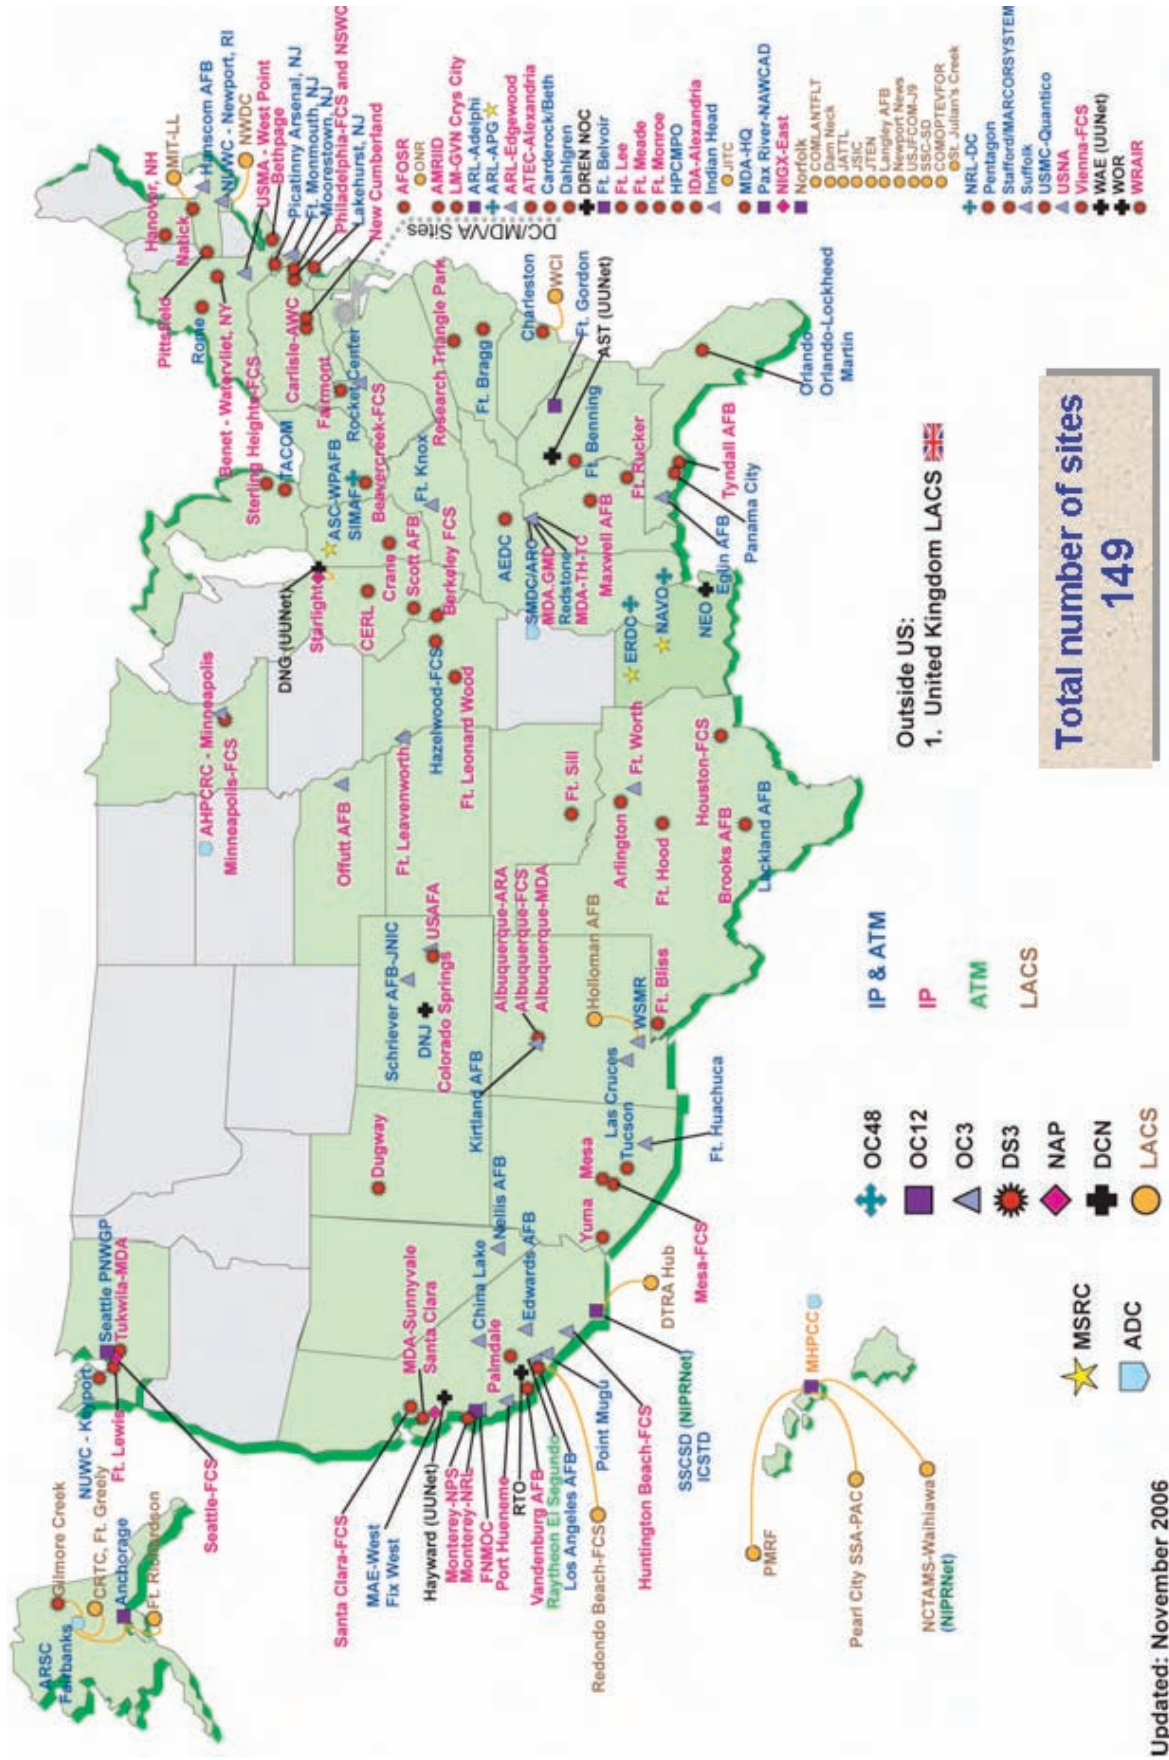 ARSC
Fairbanks
Gilmore Creek
CRTC, Ft. Greely
Anchorage
Ft. Richardson
NUWC - Keyport
Ft. Lewis
Seattle-FCS
Seattle PNWGP
Tukwila-MDA
Santa Clara-FCS
MAE-West
Fix West
Hayward (UUNet)
Monterey-NPS
Monterey-NRL
FNMOC
Port Hueneme
RTO
Vandenburg AFB
Raytheon El Segundo
Los Angeles AFB
Redondo Beach-FCS
Point Mugu
Huntington Beach-FCS
SSCSD (NIPRNet)
ICSTD
MDA-Sunnyvale
Santa Clara
China Lake
Palmdale
Edwards AFB
Nellis AFB
DTRA Hub
Mesa-FCS
Yuma
Mesa
Tucson
Las Cruces
Ft. Huachuca
Dugway
Kirtland AFB
Schriever AFB-JNIC
DNJ
Colorado Springs
USAFA
Albuquerque-ARA
Albuquerque-FCS
Albuquerque-MDA
Holloman AFB
WSMR
Ft. Bliss
AHPCRC - Minneapolis
Minneapolis-FCS
Offutt AFB
Ft. Leavenworth
Hazelwood-FCS
Ft. Leonard Wood
Ft. Sill
Arlington
Ft. Worth
Ft. Hood
Houston-FCS
Brooks AFB
Lackland AFB
DNG (UUNet)
Starlight
CERL
Crane
Scott AFB
Berkeley FCS
ERDC
NAVO
NEO
Sterling Heights-FCS
TACOM
ASC-WPAFB
SIMAF
Beavercreek-FCS
Ft. Knox
AEDC
SMDC/ARC
MDA.GMD
Redstone
MDA-TH-TC
Maxwell AFB
Ft. Rucker
Ft. Benning
Eglin AFB
Panama City
Tyndall AFB
Pittsfield
Rome
Benet - Watervliet, NY
Carlisle-AWC
Fairmont
Rocket Center
Research Triangle Park
Ft. Bragg
Charleston
WCI
Ft. Gordon
AST (UUNet)
Orlando
Orlando-Lockheed
Martin
Hanover, NH
Natick
MIT-LL
Hanscom AFB
NUWC - Newport, RI
NWDC
USMA - West Point
Bethpage
Picatinny Arsenal, NJ
Ft. Monmouth, NJ
Moorestown, NJ
Philadelphia-FCS and NSWC
Lakehurst, NJ
New Cumberland
DC/MD/VA Sites
AFOSR
ONR
AMRIID
LM-GVN Crys City
ARL-Adelphi
ARL-APG
ARL-Edgewood
ATEC-Alexandria
Carderock/Beth
Dahlgren
DREN NOC
Ft. Belvoir
Ft. Lee
Ft. Meade
Ft. Monroe
HPCMPO
IDA-Alexandria
Indian Head
JITC
MDA-HQ
Pax River-NAWCAD
NIGX-East
Norfolk
COMLANTFLT
Dam Neck
JATTL
JSIC
JTEN
Langley AFB
Newport News
USJFCOM-J9
SSC-SD
COMOPTEVFOR
St. Julian's Creek
NRL-DC
Pentagon
Stafford/MARCORSYSTEM
Suffolk
USMC-Quantico
USNA
Vienna-FCS
WAE (UUNet)
WOR
WRAIR
Outside US:
1. United Kingdom LACS
Total number of sites
149
PMRF
Pearl City SSA-PAC
NCTAMS-Waihiawa
(NIPRNet)
MHPCC
OC48
OC12
OC3
DS3
NAP
DCN
LACS
IP & ATM
IP
ATM
LACS
MSRC
ADC
Updated: November 2006